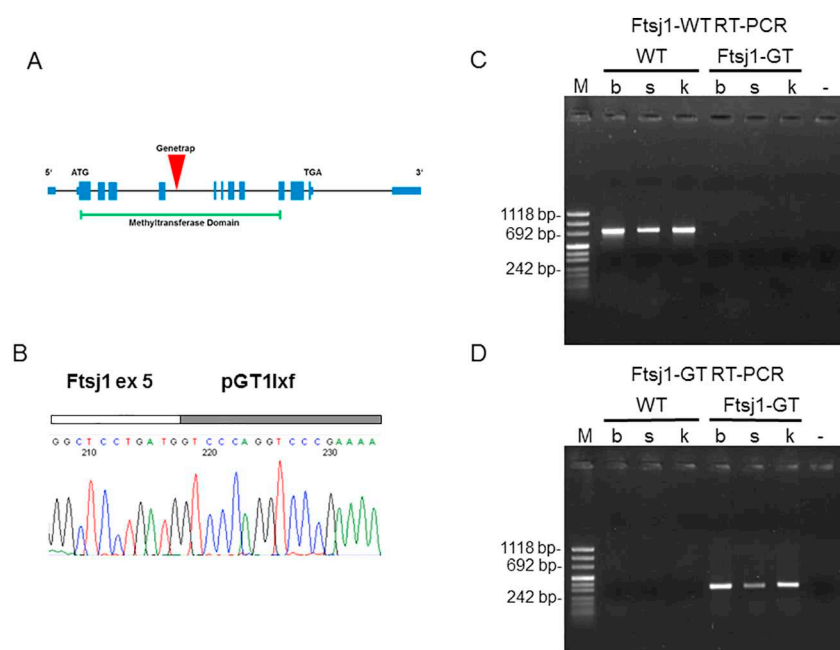 A
Genetrap
5' ATG TGA 3'
Methyltransferase Domain
B
Ftsj1 ex 5 pGT1lxf
G G C T C C T G A T G G T C C C A G G T C C C G A A A A
210 220 230
C
Ftsj1-WT RT-PCR
WT Ftsj1-GT
M b s k b s k -
1118 bp-
692 bp-
242 bp-
D
Ftsj1-GT RT-PCR
WT Ftsj1-GT
M b s k b s k -
1118 bp-
692 bp-
242 bp-